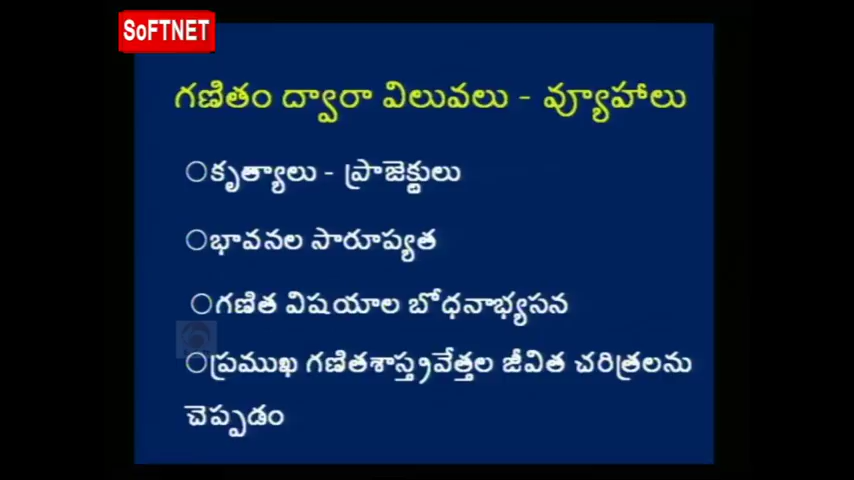 SoFTNET
గణితం ద్వారా విలువలు - వ్యూహాలు
కృత్యాలు - ప్రాజెక్టులు
భావనల సారూప్యత
గణిత విషయాల బోధనాభ్యసన
ప్రముఖ గణితశాస్త్రవేత్తల జీవిత చరిత్రలను
చెప్పడం